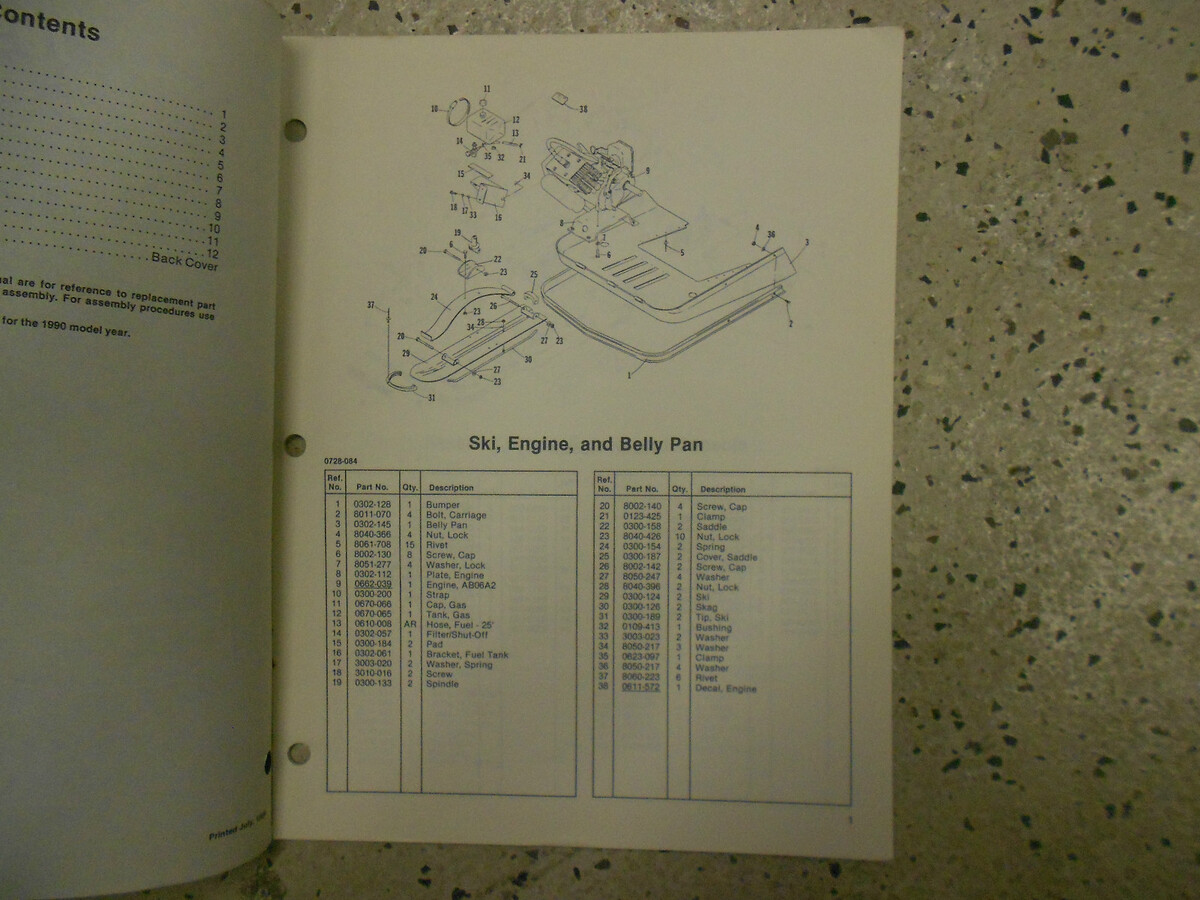 ontents
1
2
3
4
5
6
7
8
9
10
11
12
Back Cover
ual are for reference to replacement part
assembly. For assembly procedures use
for the 1990 model year.
Printed July,
11
10
38
12
13
14
35 32 21
9
15
34
18 17 33 16
19
8
7
4
36
3
20
6
22
5
6
23
25
37
24
26
23
28
34
2
20
27 23
29
30
27
23
1
31
Ski, Engine, and Belly Pan
0728-084
Ref. No. Part No. Qty. Description
1 0302-128 1 Bumper
2 8011-070 4 Bolt, Carriage
3 0302-145 1 Belly Pan
4 8040-366 4 Nut, Lock
5 8061-708 15 Rivet
6 8002-130 8 Screw, Cap
7 8051-277 4 Washer, Lock
8 0302-112 1 Plate, Engine
9 0662-039 1 Engine, AB06A2
10 0300-200 1 Strap
11 0670-066 1 Cap, Gas
12 0670-065 1 Tank, Gas
13 0610-008 AR Hose, Fuel - 25'
14 0302-057 1 Filter/Shut-Off
15 0300-184 2 Pad
16 0302-061 1 Bracket, Fuel Tank
17 3003-020 2 Washer, Spring
18 3010-016 2 Screw
19 0300-133 2 Spindle
Ref. No. Part No. Qty. Description
20 8002-140 4 Screw, Cap
21 0123-425 1 Clamp
22 0300-158 2 Saddle
23 8040-426 10 Nut, Lock
24 0300-154 2 Spring
25 0300-187 2 Cover, Saddle
26 8002-142 2 Screw, Cap
27 8050-247 4 Washer
28 8040-396 2 Nut, Lock
29 0300-124 2 Ski
30 0300-126 2 Skag
31 0300-189 2 Tip, Ski
32 0109-413 1 Bushing
33 3003-023 2 Washer
34 8050-217 3 Washer
35 0623-097 1 Clamp
36 8050-217 4 Washer
37 8060-223 6 Rivet
38 0611-572 1 Decal, Engine
1